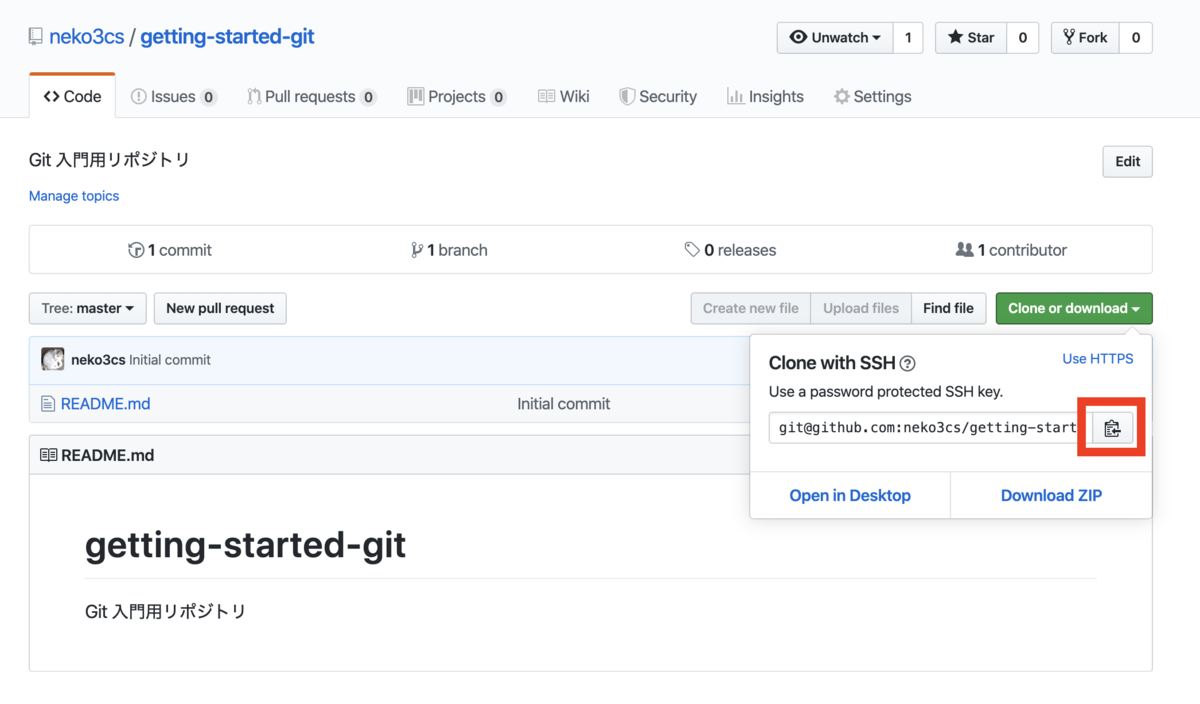 neko3cs / getting-started-git
Unwatch 1 Star 0 Fork 0
Code Issues 0 Pull requests 0 Projects 0 Wiki Security Insights Settings
Git 入門用リポジトリ
Edit
Manage topics
1 commit 1 branch 0 releases 1 contributor
Tree: master New pull request Create new file Upload files Find file Clone or download
neko3cs Initial commit
README.md Initial commit
Clone with SSH ? Use HTTPS
Use a password protected SSH key.
git@github.com:neko3cs/getting-start
Open in Desktop Download ZIP
README.md
getting-started-git
Git 入門用リポジトリ